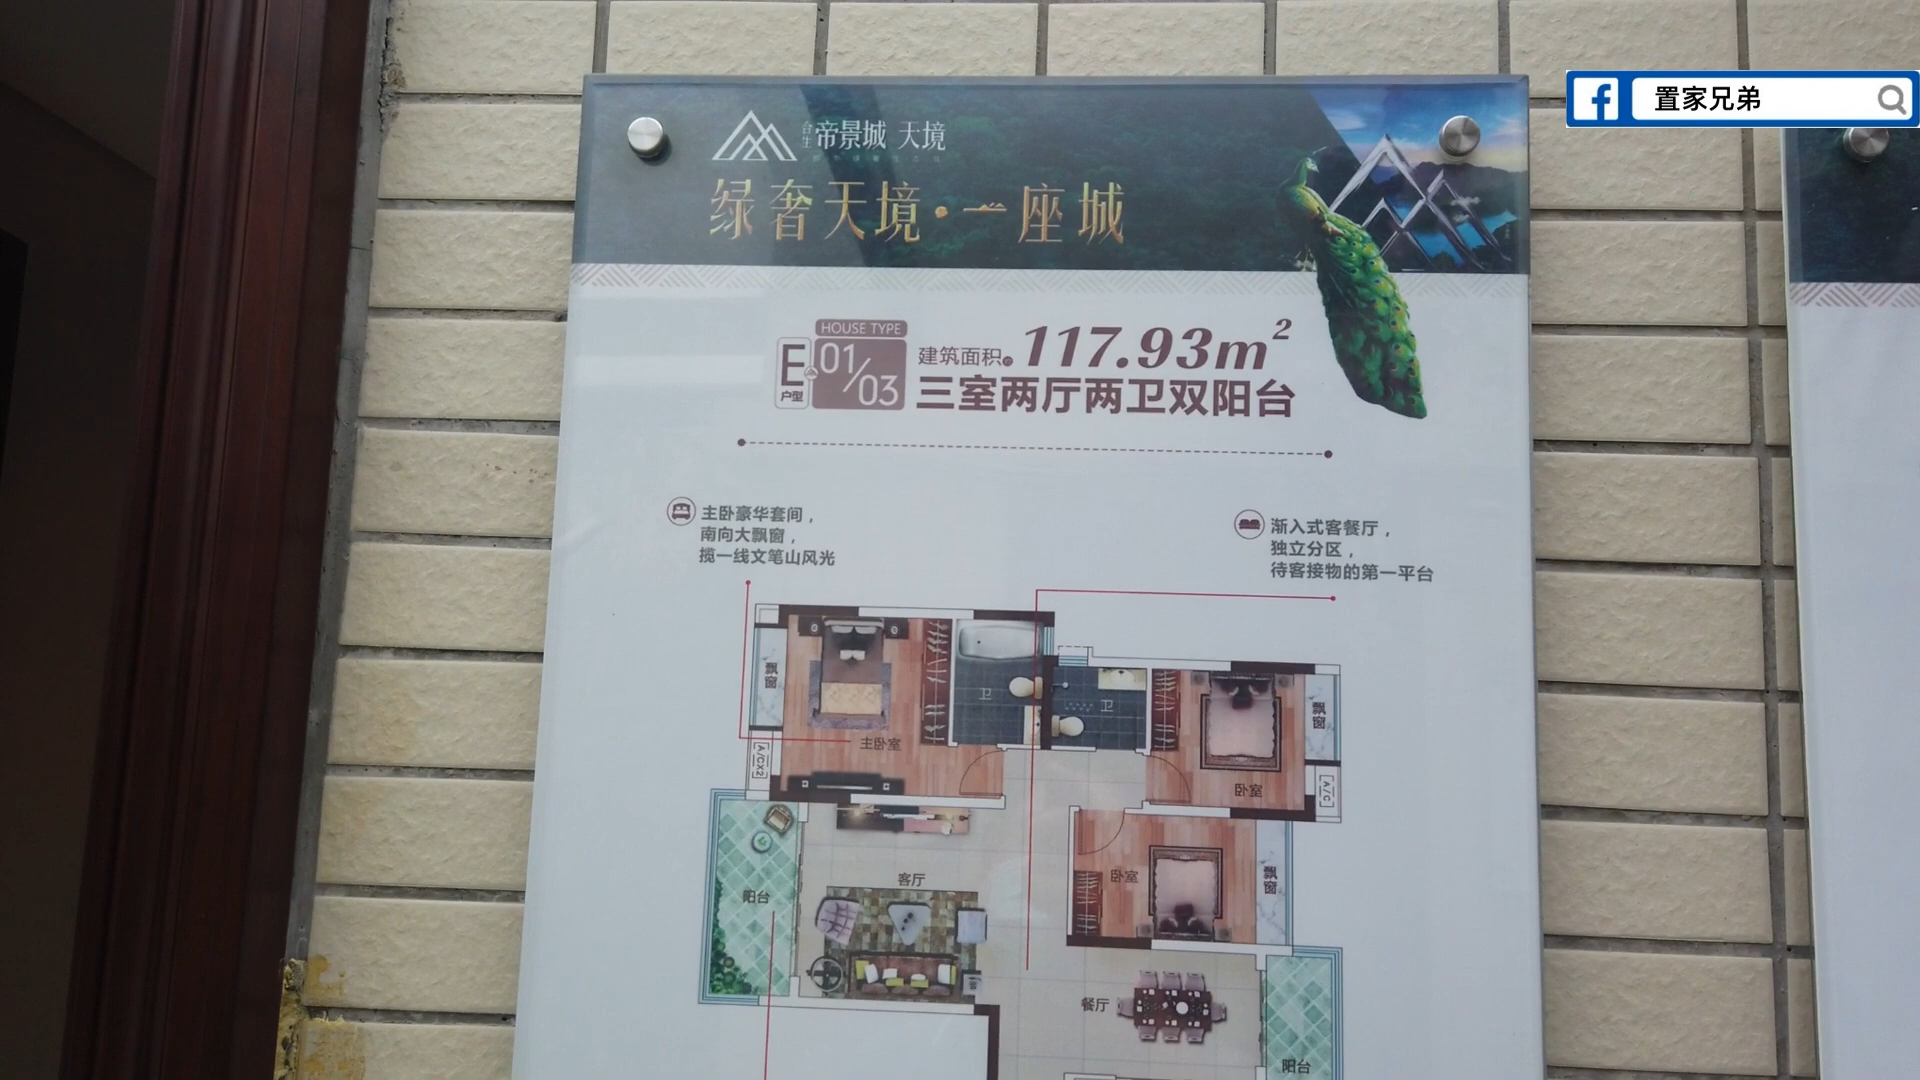 置家兄弟
合生 帝景城 天境
绿奢天境·一座城
HOUSE TYPE
E户型 01/03
建筑面积 117.93m²
三室两厅两卫双阳台
主卧豪华套间，
南向大飘窗，
揽一线文笔山风光
渐入式客餐厅，
独立分区，
待客接物的第一平台
飘窗
卫
卫
飘窗
主卧室
A/Cx2
卧室
A/C
客厅
卧室
飘窗
阳台
餐厅
阳台